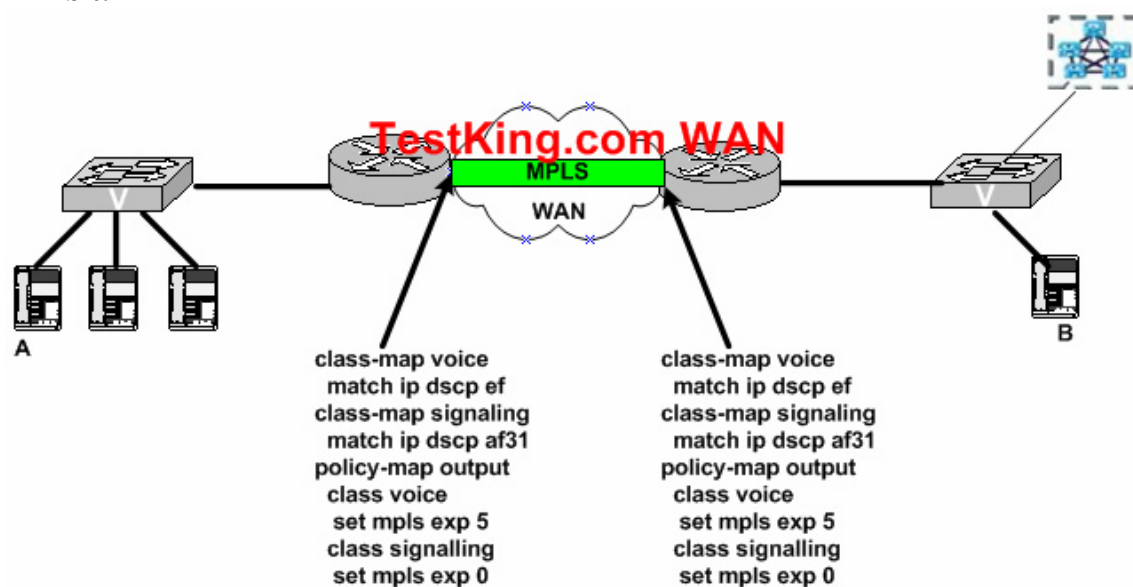 TestKing.com WAN
MPLS
WAN
V
V
A
B
class-map voice
match ip dscp ef
class-map signaling
match ip dscp af31
policy-map output
class voice
set mpls exp 5
class signalling
set mpls exp 0
class-map voice
match ip dscp ef
class-map signaling
match ip dscp af31
policy-map output
class voice
set mpls exp 5
class signalling
set mpls exp 0